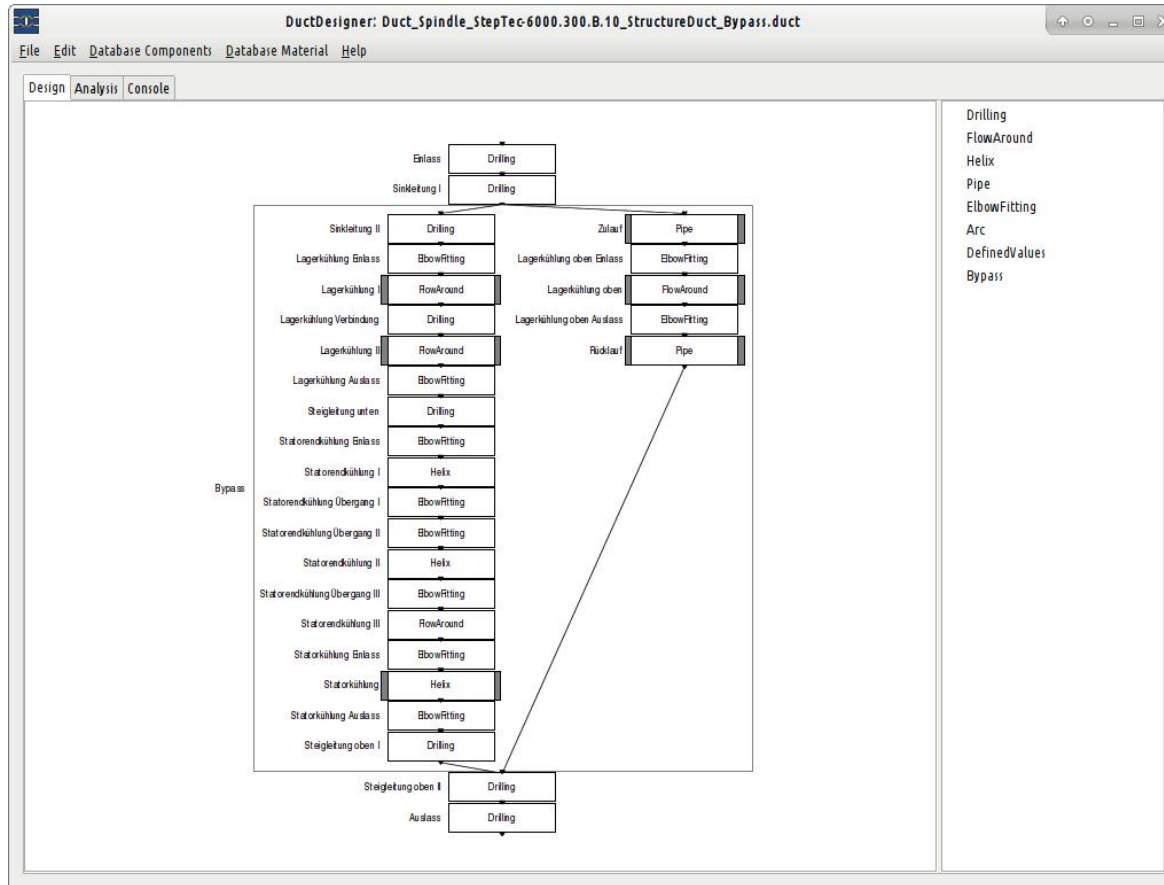 DuctDesigner: Duct_Spindle_StepTec-6000.300.B.10_StructureDuct_Bypass.duct
File Edit Database Components Database Material Help
Design Analysis Console
Einlass Drilling
Sinkleitung I Drilling
Sinkleitung II Drilling
Lagerkühlung Einlass ElbowFitting
Lagerkühlung I FlowAround
Lagerkühlung Verbindung Drilling
Lagerkühlung II FlowAround
Lagerkühlung Auslass ElbowFitting
Steigleitung unten Drilling
Statorendkühlung Einlass ElbowFitting
Statorendkühlung I Helix
Statorendkühlung Übergang I ElbowFitting
Statorendkühlung Übergang II ElbowFitting
Statorendkühlung II Helix
Statorendkühlung Übergang III ElbowFitting
Statorendkühlung III FlowAround
Statorkühlung Einlass ElbowFitting
Statorkühlung Helix
Statorkühlung Auslass ElbowFitting
Steigleitung oben I Drilling
Bypass
Zulauf Pipe
Lagerkühlung oben Einlass ElbowFitting
Lagerkühlung oben FlowAround
Lagerkühlung oben Auslass ElbowFitting
Rücklauf Pipe
Steigleitung oben II Drilling
Auslass Drilling
Drilling
FlowAround
Helix
Pipe
ElbowFitting
Arc
DefinedValues
Bypass